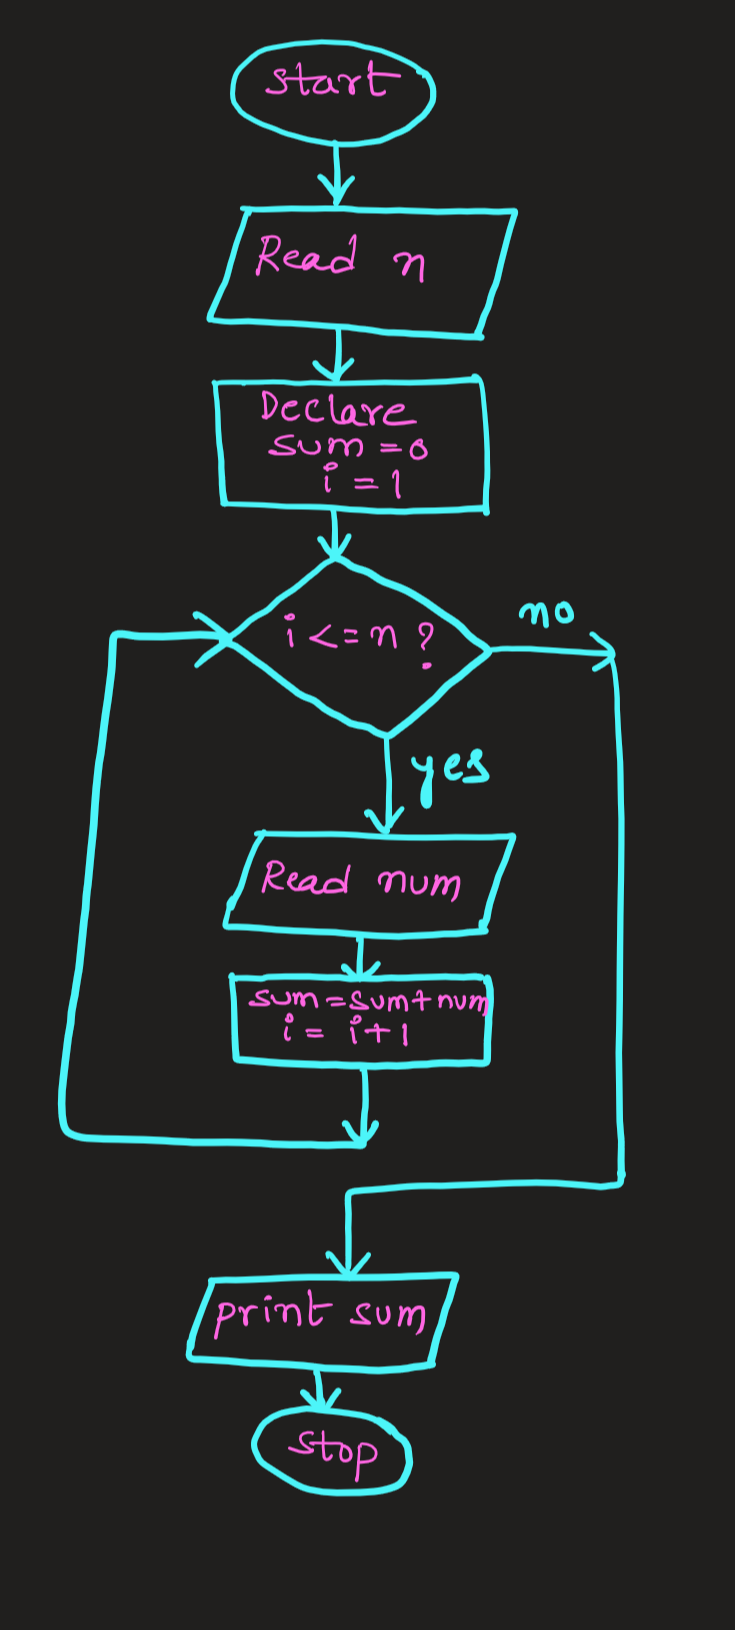 start
Read n
Declare
sum = 0
i = 1
i <= n ?
no
yes
Read num
sum = sum + num
i = i + 1
print sum
stop